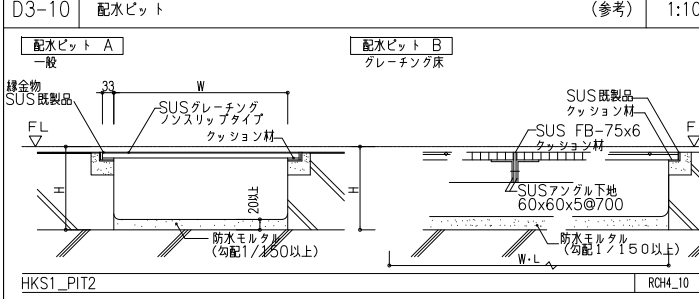 D3-10 配水ピット (参考) 1:10
配水ピット A
一般
配水ピット B
グレーチング床
縁金物
SUS既製品
33
W
SUSグレーチング
ノンスリップタイプ
クッション材
FL
H
20以上
防水モルタル
(勾配1/150以上)
SUS既製品
クッション材
SUS FB-75x6
クッション材
F
H
SUSアングル下地
60x60x5@700
防水モルタル
(勾配1/150以上)
W・L
HKS1_PIT2
RCH4_10